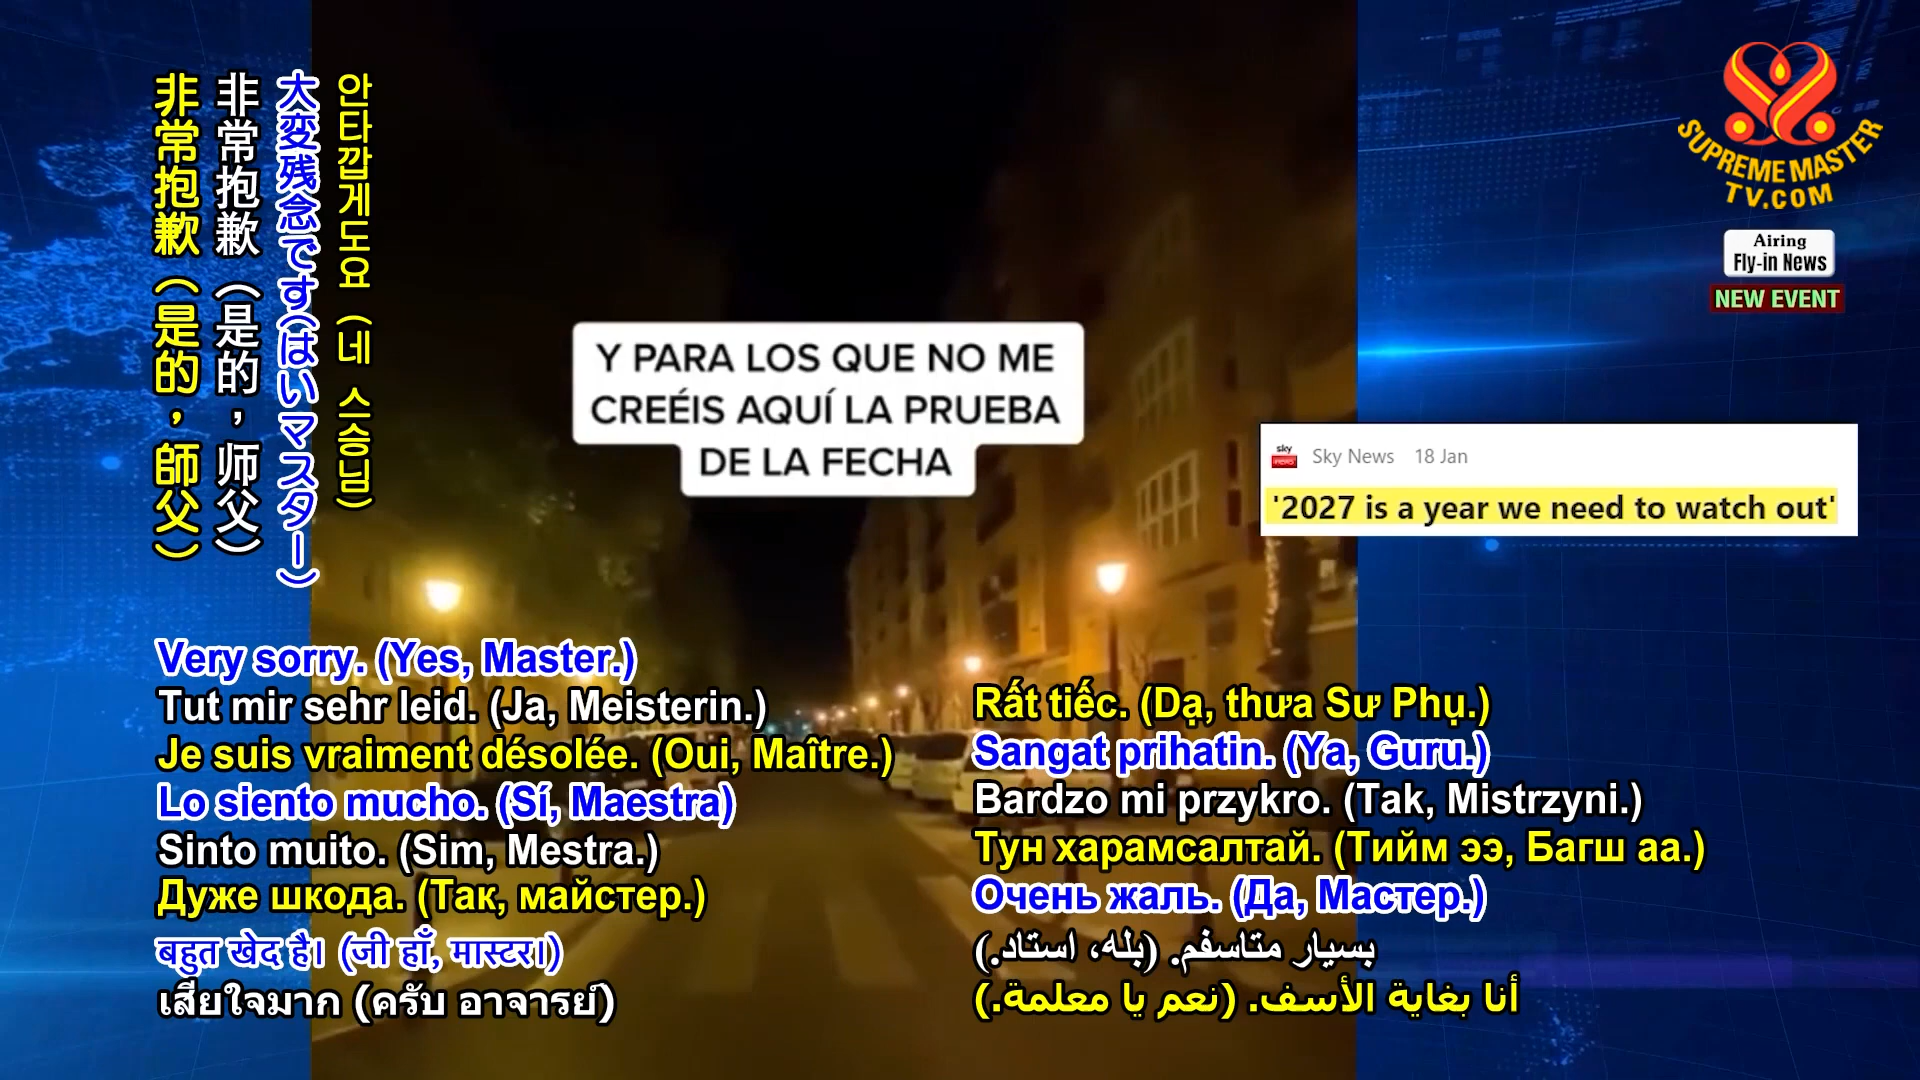 안타깝게도요 (네 스승님)
大変残念です(はいマスター)
非常抱歉（是的，师父）
非常抱歉（是的，師父）
SUPREME MASTER
TV.COM
Airing
Fly-in News
NEW EVENT
Y PARA LOS QUE NO ME
CREÉIS AQUÍ LA PRUEBA
DE LA FECHA
sky
news
Sky News 18 Jan
'2027 is a year we need to watch out'
Very sorry. (Yes, Master.)
Tut mir sehr leid. (Ja, Meisterin.)
Je suis vraiment désolée. (Oui, Maître.)
Lo siento mucho. (Sí, Maestra)
Sinto muito. (Sim, Mestra.)
Дуже шкода. (Так, майстер.)
बहुत खेद है। (जी हाँ, मास्टर।)
เสียใจมาก (ครับ อาจารย์)
Rất tiếc. (Dạ, thưa Sư Phụ.)
Sangat prihatin. (Ya, Guru.)
Bardzo mi przykro. (Tak, Mistrzyni.)
Тун харамсалтай. (Тийм ээ, Багш аа.)
Очень жаль. (Да, Мастер.)
بسیار متاسفم. (بله، استاد.)
أنا بغاية الأسف. (نعم يا معلمة.)